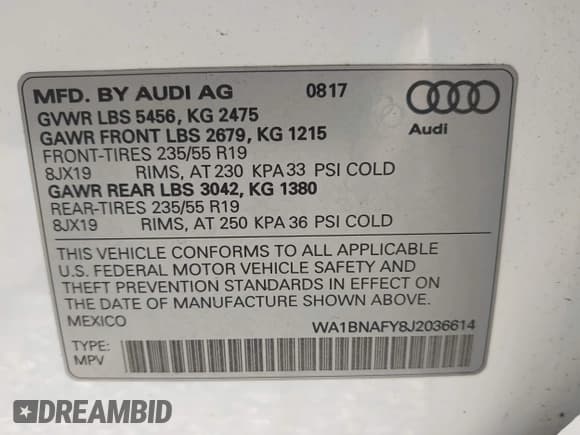 MFD. BY AUDI AG 0817
GVWR LBS 5456, KG 2475
GAWR FRONT LBS 2679, KG 1215
FRONT-TIRES 235/55 R19
8JX19 RIMS, AT 230 KPA 33 PSI COLD
GAWR REAR LBS 3042, KG 1380
REAR-TIRES 235/55 R19
8JX19 RIMS, AT 250 KPA 36 PSI COLD
Audi
THIS VEHICLE CONFORMS TO ALL APPLICABLE
U.S. FEDERAL MOTOR VEHICLE SAFETY AND
THEFT PREVENTION STANDARDS IN EFFECT ON
THE DATE OF MANUFACTURE SHOWN ABOVE.
MEXICO WA1BNAFY8J2036614
TYPE:
MPV
DREAMBID